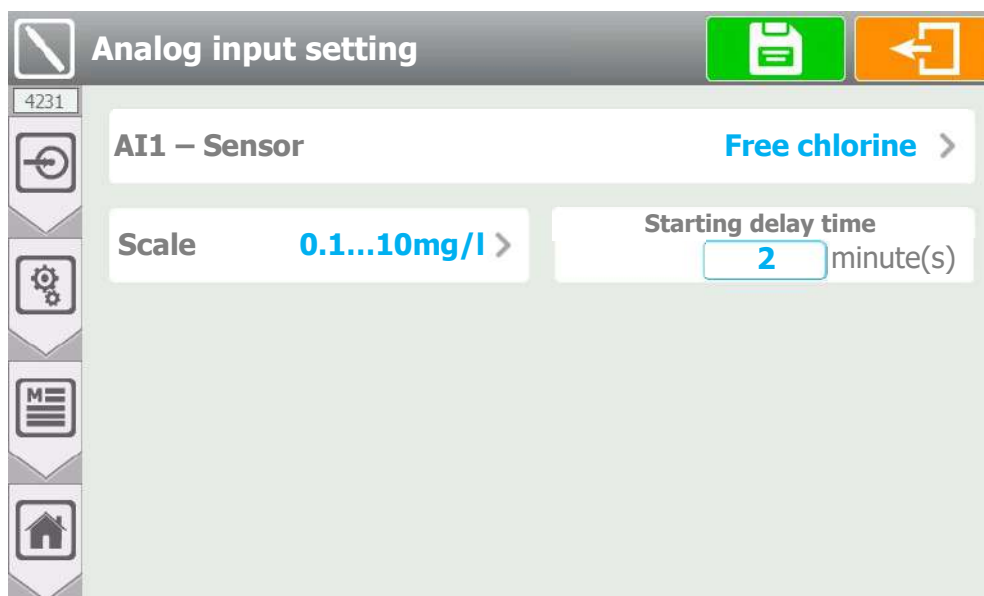 Analog input setting
4231
AI1 – Sensor Free chlorine
Scale 0.1...10mg/l
Starting delay time
2 minute(s)
M